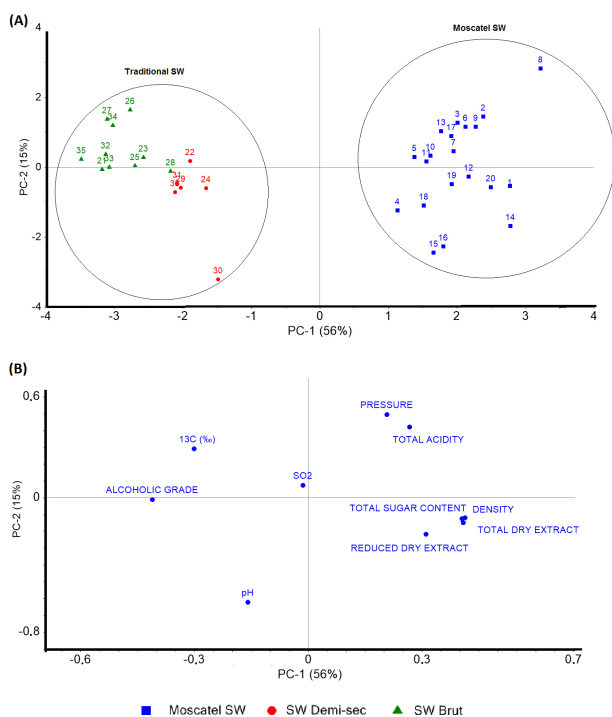 (A)
Traditional SW
Moscatel SW
4
2
0
-2
-4
PC-2 (15%)
8
26
27
34
2
3
6
9
13
17
35
32
23
22
7
10
5
11
21
33
25
28
31
29
24
12
19
20
1
4
18
14
15
16
30
-4
-3
-2
-1
0
1
2
3
4
PC-1 (56%)
(B)
0.6
0
-0.8
PC-2 (15%)
PRESSURE
TOTAL ACIDITY
13C (‰)
SO2
ALCOHOLIC GRADE
TOTAL SUGAR CONTENT
DENSITY
TOTAL DRY EXTRACT
REDUCED DRY EXTRACT
pH
-0.6
-0.3
0
0.3
0.7
PC-1 (56%)
Moscatel SW
SW Demi-sec
SW Brut